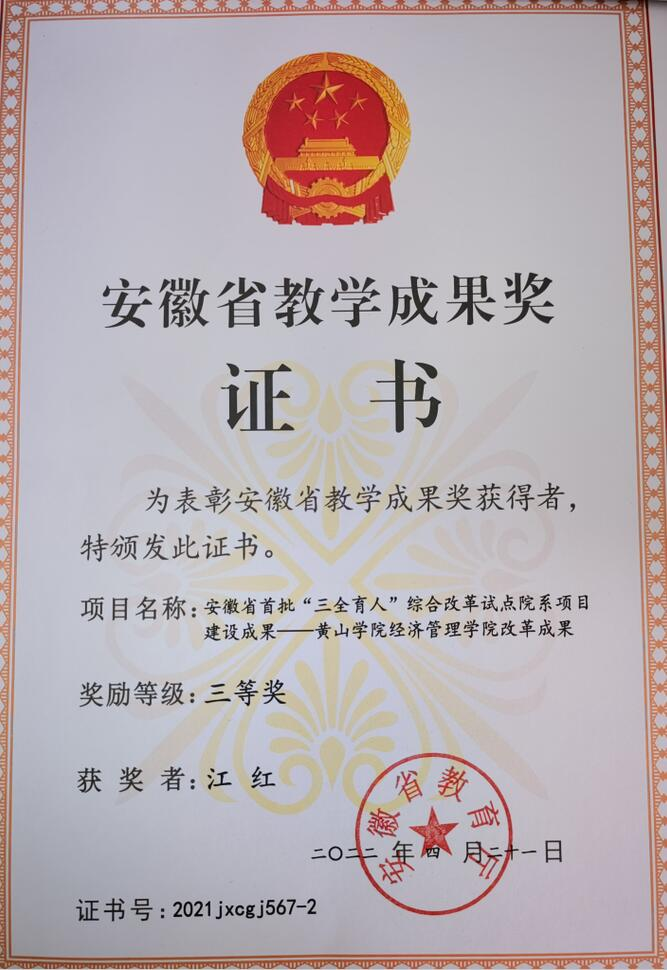 安徽省教学成果奖
证 书
为表彰安徽省教学成果奖获得者，
特颁发此证书。
项目名称：安徽省首批“三全育人”综合改革试点院系项目
建设成果——黄山学院经济管理学院改革成果
奖励等级：三等奖
获 奖 者：江 红
安徽省教育厅
二〇二二 年 四 月二十一日
证书号：2021jxcgj567-2